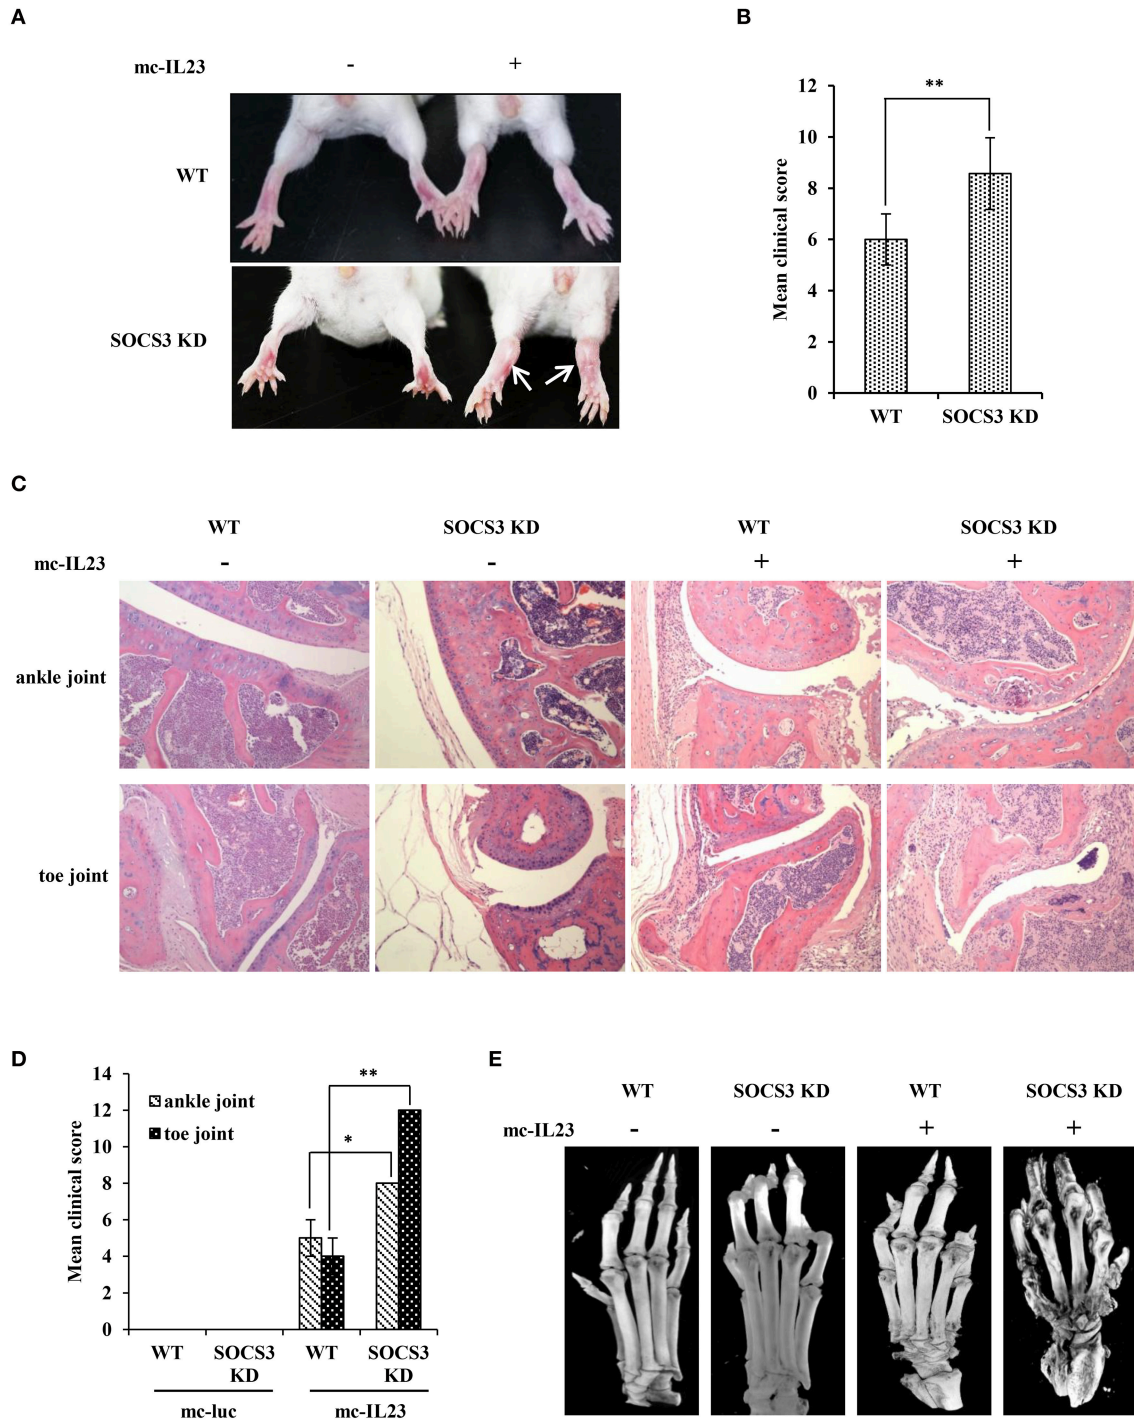 A
mc-IL23 - +
WT
SOCS3 KD
B
**
Mean clinical score
12
10
8
6
4
2
0
WT SOCS3 KD
C
WT SOCS3 KD WT SOCS3 KD
mc-IL23 - - + +
ankle joint
toe joint
D
Mean clinical score
14
12
10
8
6
4
2
0
ankle joint
toe joint
**
*
WT SOCS3 KD WT SOCS3 KD
mc-luc mc-IL23
E
WT SOCS3 KD WT SOCS3 KD
mc-IL23 - - + +